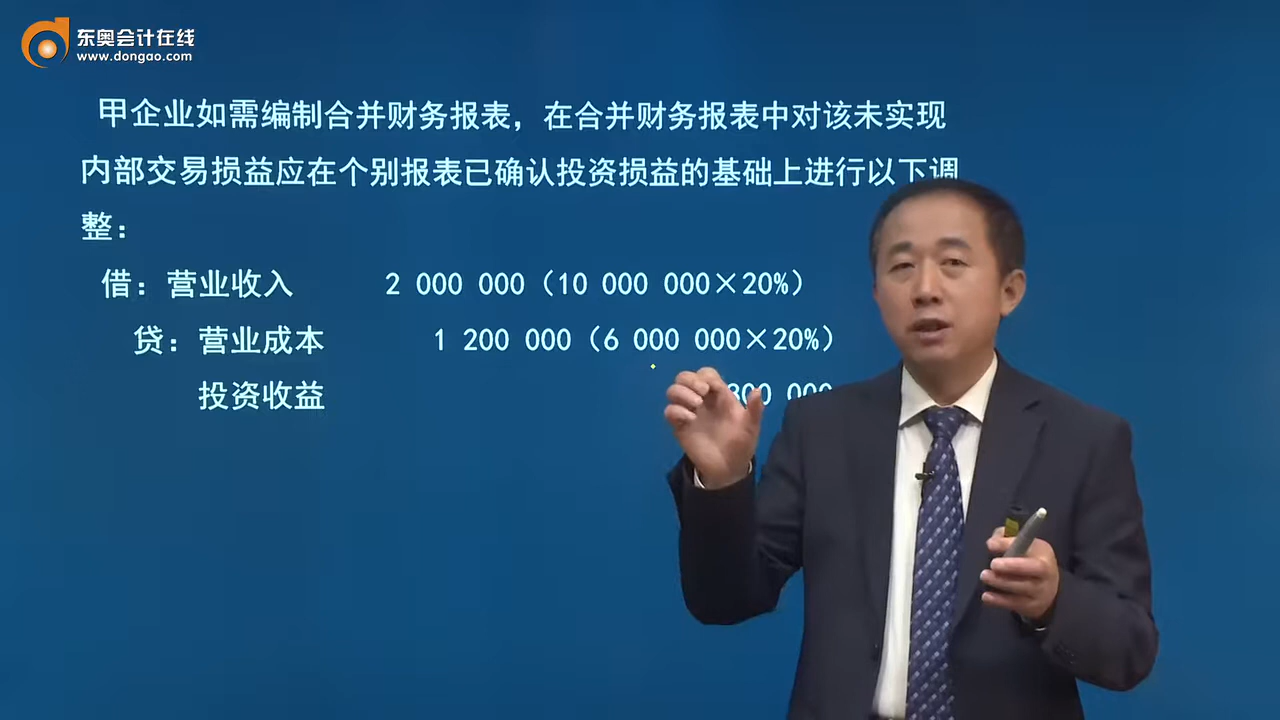 东奥会计在线
www.dongao.com
甲企业如需编制合并财务报表，在合并财务报表中对该未实现
内部交易损益应在个别报表已确认投资损益的基础上进行以下调
整：
借：营业收入 2 000 000（10 000 000×20%）
贷：营业成本 1 200 000（6 000 000×20%）
投资收益 800 000